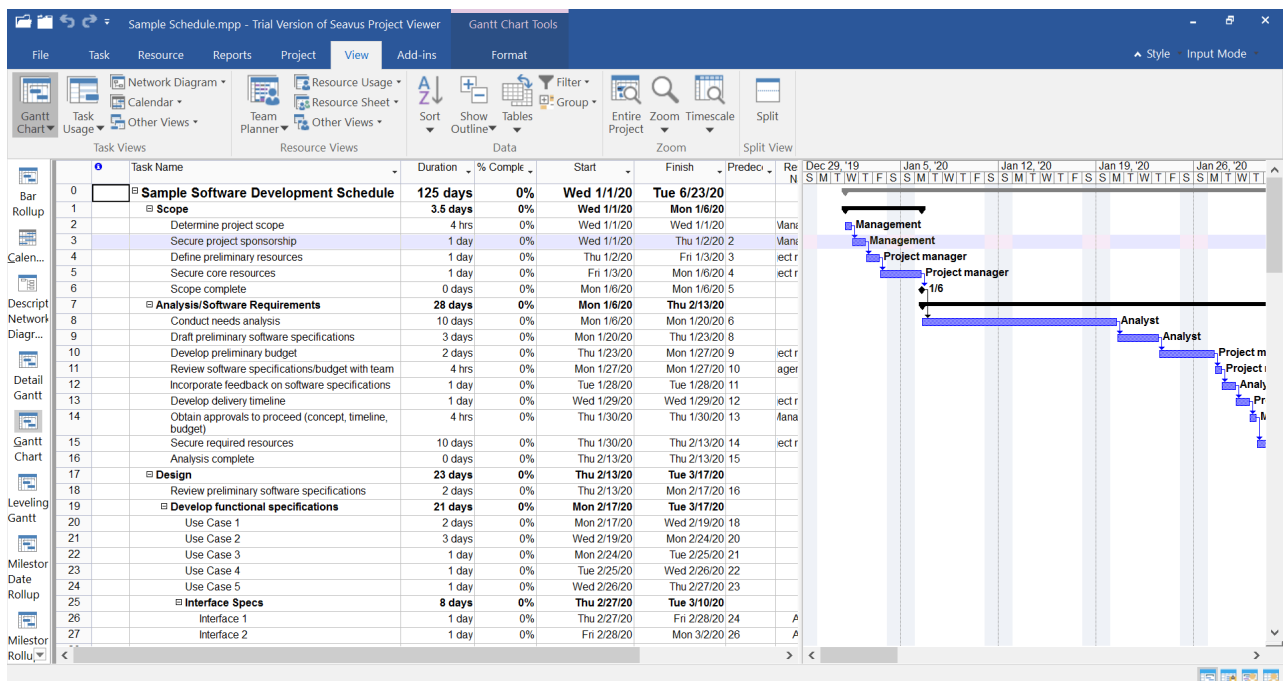 Sample Schedule.mpp - Trial Version of Seavus Project Viewer
Gantt Chart Tools
File Task Resource Reports Project View Add-ins Format Style Input Mode
Gantt Chart
Task Usage
Network Diagram
Calendar
Other Views
Task Views
Team Planner
Resource Usage
Resource Sheet
Other Views
Resource Views
Sort
Show Outline
Tables
Filter
Group
Data
Entire Project
Zoom
Timescale
Zoom
Split
Split View
Bar Rollup
Calen...
Descript Network Diagr...
Detail Gantt
Gantt Chart
Leveling Gantt
Milestor Date Rollup
Milestor Rollu
Task Name Duration % Comple Start Finish Predec Re N
0 Sample Software Development Schedule 125 days 0% Wed 1/1/20 Tue 6/23/20
1 Scope 3.5 days 0% Wed 1/1/20 Mon 1/6/20
2 Determine project scope 4 hrs 0% Wed 1/1/20 Wed 1/1/20 Mana
3 Secure project sponsorship 1 day 0% Wed 1/1/20 Thu 1/2/20 2 Mana
4 Define preliminary resources 1 day 0% Thu 1/2/20 Fri 1/3/20 3 ect r
5 Secure core resources 1 day 0% Fri 1/3/20 Mon 1/6/20 4 ect r
6 Scope complete 0 days 0% Mon 1/6/20 Mon 1/6/20 5
7 Analysis/Software Requirements 28 days 0% Mon 1/6/20 Thu 2/13/20
8 Conduct needs analysis 10 days 0% Mon 1/6/20 Mon 1/20/20 6
9 Draft preliminary software specifications 3 days 0% Mon 1/20/20 Thu 1/23/20 8
10 Develop preliminary budget 2 days 0% Thu 1/23/20 Mon 1/27/20 9 ect r
11 Review software specifications/budget with team 4 hrs 0% Mon 1/27/20 Mon 1/27/20 10 ager
12 Incorporate feedback on software specifications 1 day 0% Tue 1/28/20 Tue 1/28/20 11
13 Develop delivery timeline 1 day 0% Wed 1/29/20 Wed 1/29/20 12 ect r
14 Obtain approvals to proceed (concept, timeline, 4 hrs 0% Thu 1/30/20 Thu 1/30/20 13 Mana
budget)
15 Secure required resources 10 days 0% Thu 1/30/20 Thu 2/13/20 14 ect r
16 Analysis complete 0 days 0% Thu 2/13/20 Thu 2/13/20 15
17 Design 23 days 0% Thu 2/13/20 Tue 3/17/20
18 Review preliminary software specifications 2 days 0% Thu 2/13/20 Mon 2/17/20 16
19 Develop functional specifications 21 days 0% Mon 2/17/20 Tue 3/17/20
20 Use Case 1 2 days 0% Mon 2/17/20 Wed 2/19/20 18
21 Use Case 2 3 days 0% Wed 2/19/20 Mon 2/24/20 20
22 Use Case 3 1 day 0% Mon 2/24/20 Tue 2/25/20 21
23 Use Case 4 1 day 0% Tue 2/25/20 Wed 2/26/20 22
24 Use Case 5 1 day 0% Wed 2/26/20 Thu 2/27/20 23
25 Interface Specs 8 days 0% Thu 2/27/20 Tue 3/10/20
26 Interface 1 1 day 0% Thu 2/27/20 Fri 2/28/20 24 A
27 Interface 2 1 day 0% Fri 2/28/20 Mon 3/2/20 26 A
Dec 29, '19 Jan 5, '20 Jan 12, '20 Jan 19, '20 Jan 26, '20
S M T W T F S S M T W T F S S M T W T F S S M T W T F S S M T W T
Management
Management
Project manager
Project manager
1/6
Analyst
Analyst
Project m
Project
Analy
Pr
M